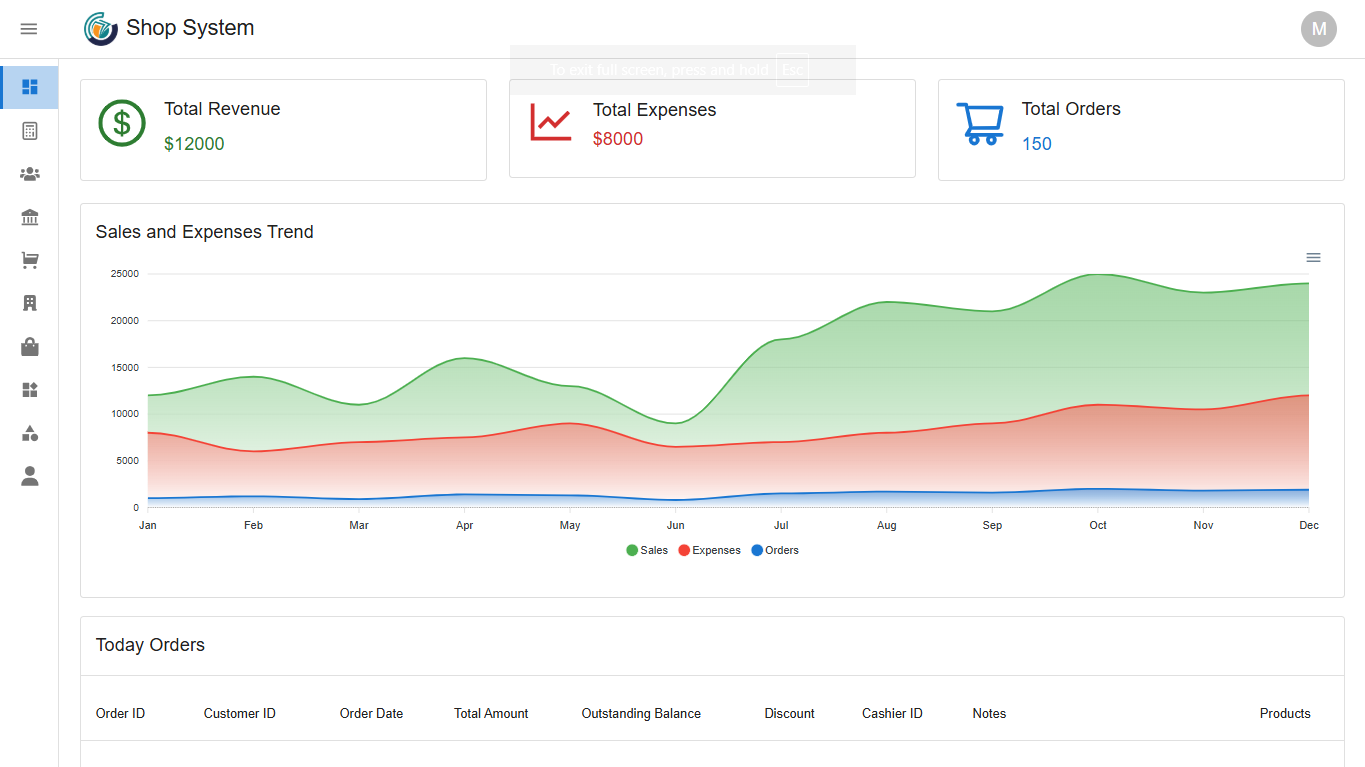 Shop System
M
To exit full screen, press and hold Esc
Total Revenue
$12000
Total Expenses
$8000
Total Orders
150
Sales and Expenses Trend
25000
20000
15000
10000
5000
0
Jan Feb Mar Apr May Jun Jul Aug Sep Oct Nov Dec
Sales Expenses Orders
Today Orders
Order ID Customer ID Order Date Total Amount Outstanding Balance Discount Cashier ID Notes Products